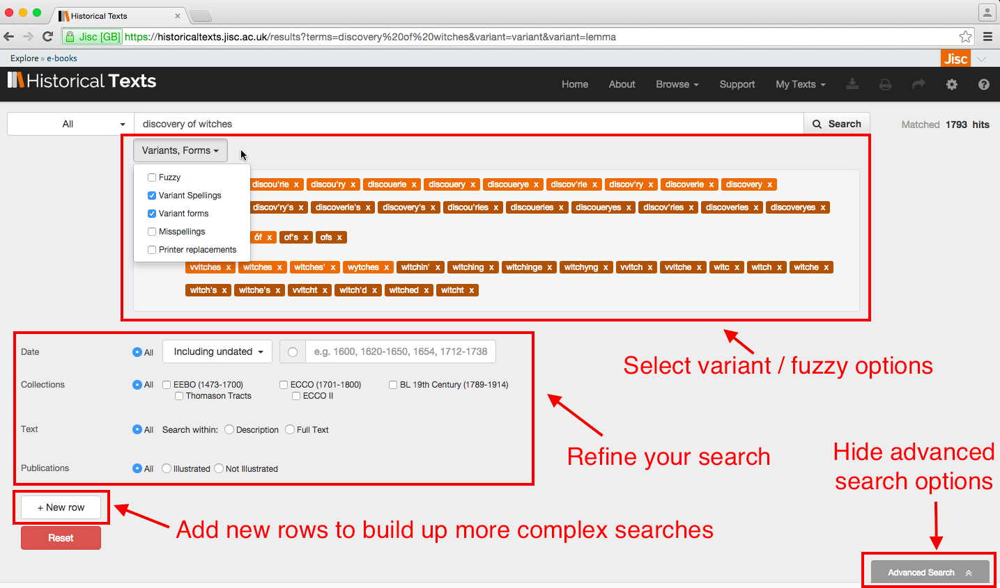 Historical Texts
Jisc [GB] https://historicaltexts.jisc.ac.uk/results?terms=discovery%20of%20witches&variant=variant&variant=lemma
Explore » e-books
Jisc
Historical Texts
Home About Browse Support My Texts
All discovery of witches Search Matched 1793 hits
Variants, Forms
Fuzzy
Variant Spellings
Variant forms
Misspellings
Printer replacements
discou'rie x discou'ry x discouerie x discouery x discouerye x discov'rie x discov'ry x discoverie x discovery x
discov'ry's x discoverie's x discovery's x discou'ries x discoueries x discoueryes x discov'ries x discoveries x discoveryes x
óf x of's x ofs x
vvitches x witches x witches' x wytches x witchin' x witching x witchinge x witchyng x vvitch x vvitche x witc x witch x witche x
witch's x witche's x vvitcht x witch'd x witched x witcht x
Select variant / fuzzy options
Date All Including undated e.g. 1600, 1620-1650, 1654, 1712-1738
Collections All EEBO (1473-1700) ECCO (1701-1800) BL 19th Century (1789-1914)
Thomason Tracts ECCO II
Text All Search within: Description Full Text
Publications All Illustrated Not Illustrated
Refine your search
Hide advanced
search options
+ New row
Add new rows to build up more complex searches
Reset
Advanced Search